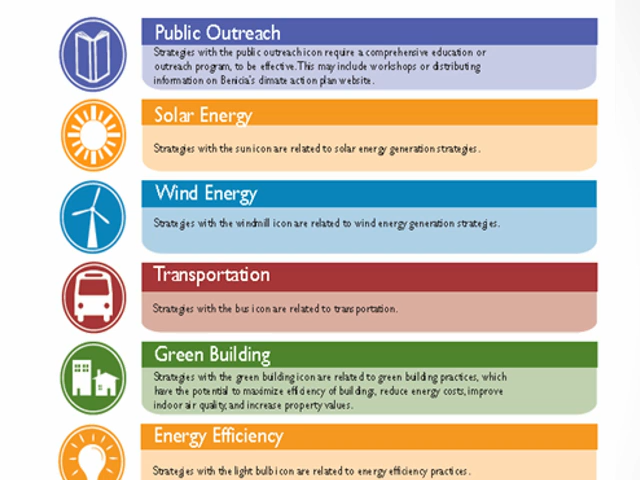 Public Outreach
Strategies with the public outreach icon require a comprehensive education or
outreach program, to be effective. This may include workshops or distributing
information on Benicia's climate action plan website.
Solar Energy
Strategies with the sun icon are related to solar energy generation strategies.
Wind Energy
Strategies with the windmill icon are related to wind energy generation strategies.
Transportation
Strategies with the bus icon are related to transportation.
Green Building
Strategies with the green building icon are related to green building practices, which
have the potential to maximize efficiency of buildings, reduce energy costs, improve
indoor air quality, and increase property values.
Energy Efficiency
Strategies with the light bulb icon are related to energy efficiency practices.